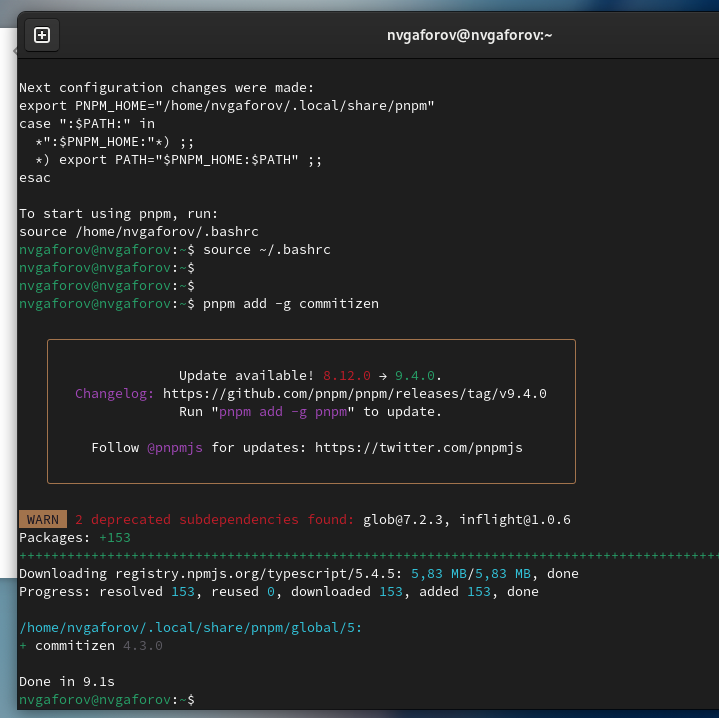 nvgaforov@nvgaforov:~
Next configuration changes were made:
export PNPM_HOME="/home/nvgaforov/.local/share/pnpm"
case ":$PATH:" in
  *":$PNPM_HOME:"*) ;;
  *) export PATH="$PNPM_HOME:$PATH" ;;
esac
To start using pnpm, run:
source /home/nvgaforov/.bashrc
nvgaforov@nvgaforov:~$ source ~/.bashrc
nvgaforov@nvgaforov:~$
nvgaforov@nvgaforov:~$
nvgaforov@nvgaforov:~$ pnpm add -g commitizen
Update available! 8.12.0 → 9.4.0.
Changelog: https://github.com/pnpm/pnpm/releases/tag/v9.4.0
Run "pnpm add -g pnpm" to update.
Follow @pnpmjs for updates: https://twitter.com/pnpmjs
WARN 2 deprecated subdependencies found: glob@7.2.3, inflight@1.0.6
Packages: +153
++++++++++++++++++++++++++++++++++++++++++++++++++++++++++++++++++++++++++++++++++++++++
Downloading registry.npmjs.org/typescript/5.4.5: 5,83 MB/5,83 MB, done
Progress: resolved 153, reused 0, downloaded 153, added 153, done
/home/nvgaforov/.local/share/pnpm/global/5:
+ commitizen 4.3.0
Done in 9.1s
nvgaforov@nvgaforov:~$